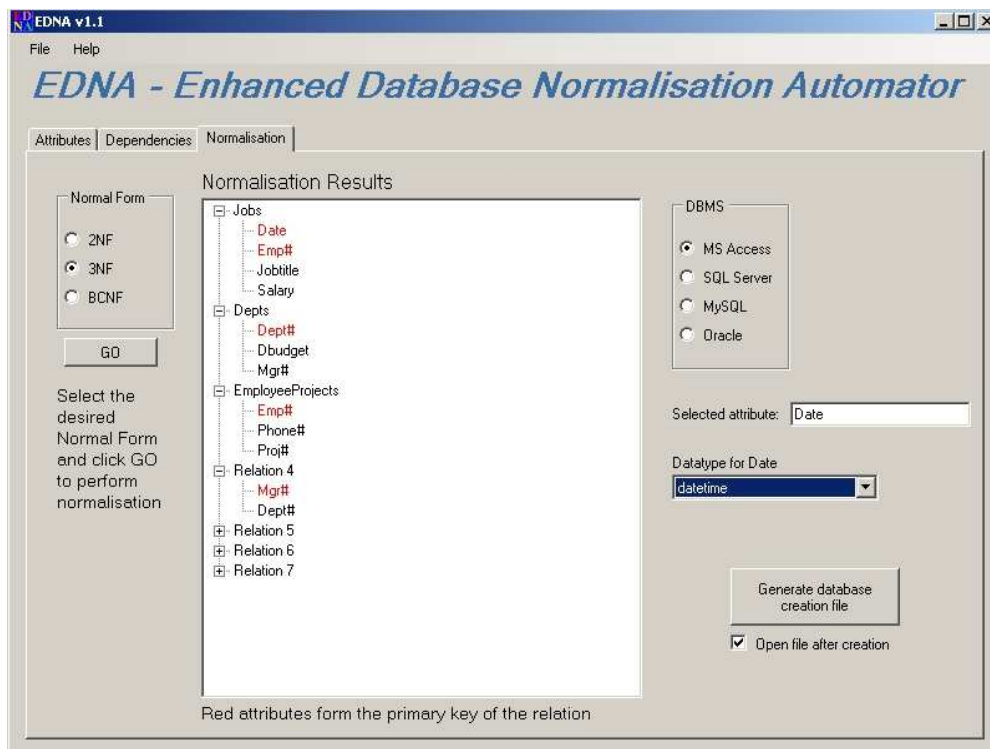 EDNA v1.1
File Help
EDNA - Enhanced Database Normalisation Automator
Attributes Dependencies Normalisation
Normal Form
2NF
3NF
BCNF
GO
Select the
desired
Normal Form
and click GO
to perform
normalisation
Normalisation Results
Jobs
Date
Emp#
Jobtitle
Salary
Depts
Dept#
Dbudget
Mgr#
EmployeeProjects
Emp#
Phone#
Proj#
Relation 4
Mgr#
Dept#
Relation 5
Relation 6
Relation 7
Red attributes form the primary key of the relation
DBMS
MS Access
SQL Server
MySQL
Oracle
Selected attribute: Date
Datatype for Date
datetime
Generate database
creation file
Open file after creation